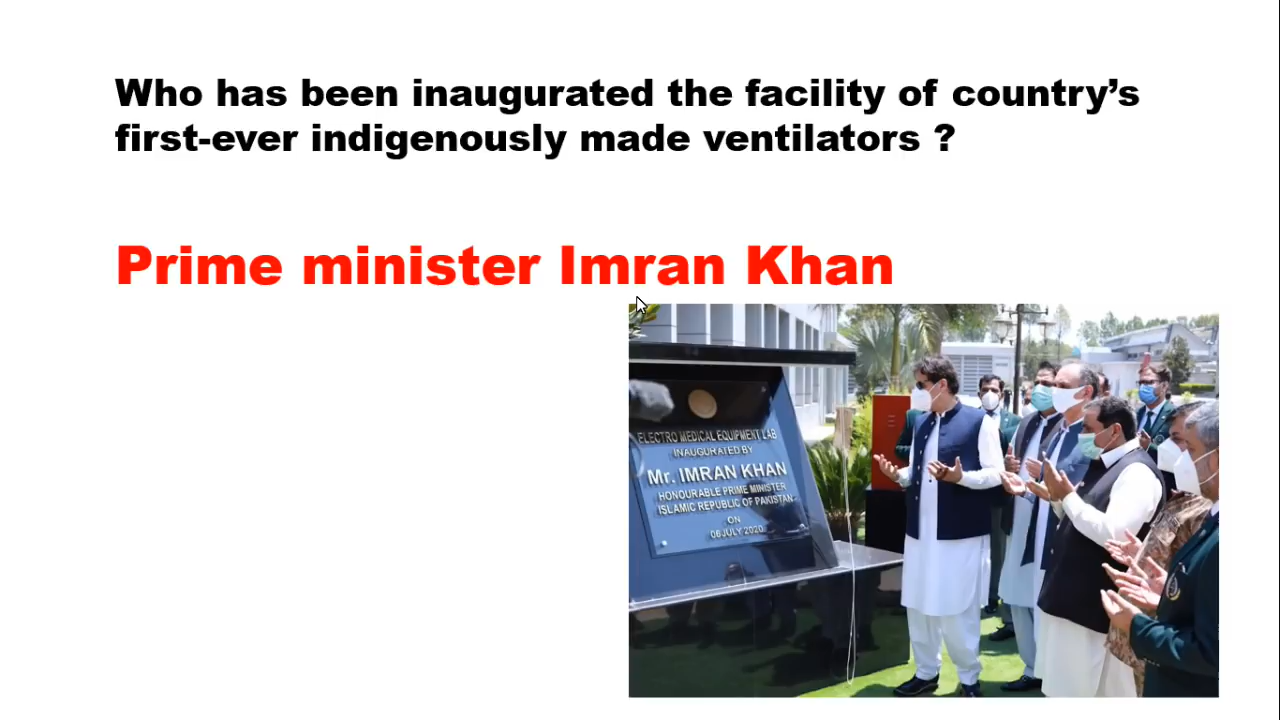 Who has been inaugurated the facility of country’s
first-ever indigenously made ventilators ?
Prime minister Imran Khan
ELECTRO MEDICAL EQUIPMENT LAB
INAUGURATED BY
Mr. IMRAN KHAN
HONOURABLE PRIME MINISTER
ISLAMIC REPUBLIC OF PAKISTAN
ON
06 JULY 2020